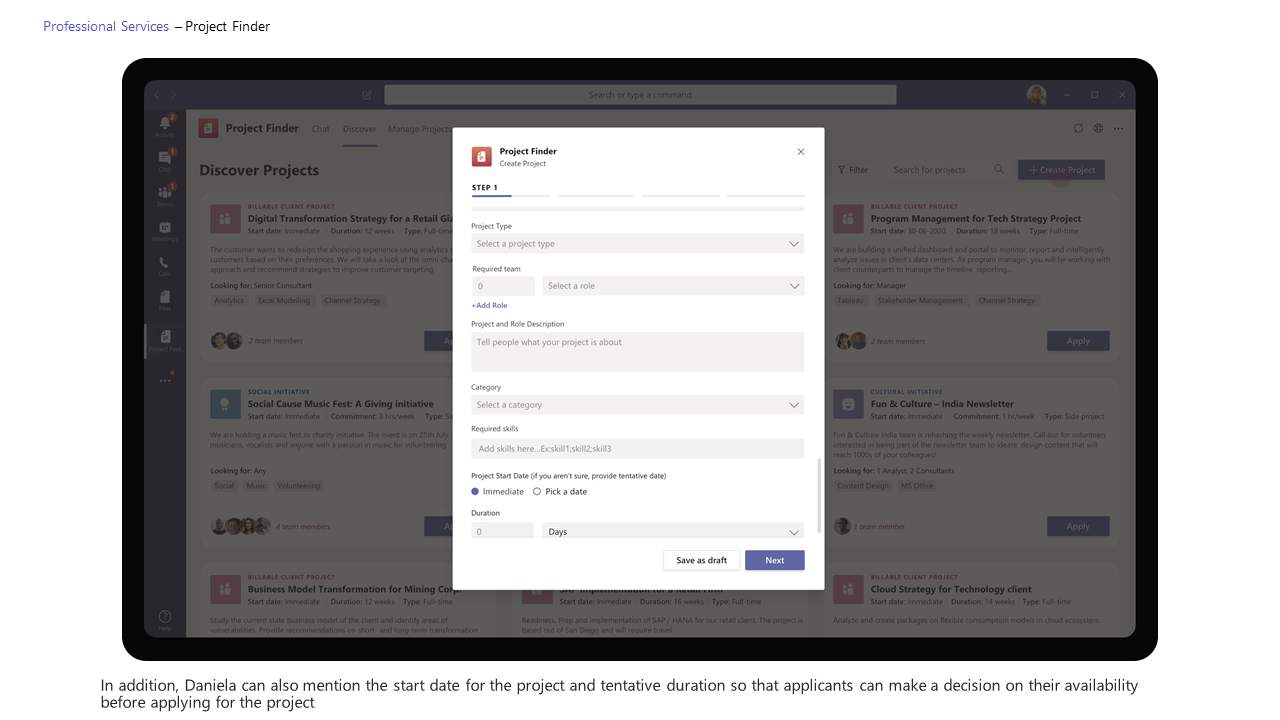 Professional Services – Project Finder
Search or type a command
Activity
2
Chat
1
Teams
1
Meetings
Calls
Files
Project Find
Help
Project Finder
Chat
Discover
Manage Projects
Discover Projects
Filter
Search for projects
+ Create Project
BILLABLE CLIENT PROJECT
Digital Transformation Strategy for a Retail Gia
Start date: Immediate Duration: 12 weeks Type: Full-time
The customer wants to redesign the shopping experience using analytics
customers based on their preferences. We will take a look at the omni-cha
approach and recommend strategies to improve customer targeting.
Looking for: Senior Consultant
Analytics
Excel Modelling
Channel Strategy
2 team members
Ap
BILLABLE CLIENT PROJECT
Program Management for Tech Strategy Project
Start date: 30-06-2020 Duration: 18 weeks Type: Full-time
We are building a unified dashboard and portal to monitor, report and intelligently
analyze issues in client's data centers. As program manager, you will be working with
client counterparts to manage the timeline, reporting...
Looking for: Manager
Tableau
Stakeholder Management
Channel Strategy
2 team members
Apply
SOCIAL INITIATIVE
Social Cause Music Fest: A Giving initiative
Start date: Immediate Commitment: 3 hrs/week Type: Si
We are holding a music fest as charity initiative. The event is on 25th July.
musicians, vocalists and anyone with a passion in music for volunteering
Looking for: Any
Social
Music
Volunteering
4 team members
Ap
CULTURAL INITIATIVE
Fun & Culture – India Newsletter
Start date: Immediate Commitment: 1 hr/week Type: Side project
Fun & Culture India team is rehashing the weekly newsletter. Call out for volunteers
interested in being part of the newsletter team to ideate, design content that will
reach 1000s of your colleagues!
Looking for: 1 Analyst, 2 Consultants
Content Design
MS Office
1 team member
Apply
BILLABLE CLIENT PROJECT
Business Model Transformation for Mining Corp.
Start date: Immediate Duration: 12 weeks Type: Full-time
Study the current state business model of the client and identify areas of
vulnerabilities. Provide recommendations on short- and long-term transformation
SAP Implementation for a Retail Firm
Start date: Immediate Duration: 16 weeks Type: Full-time
Readiness, Prep and implementation of SAP / HANA for our retail client. The project is
based out of San Diego and will require travel
BILLABLE CLIENT PROJECT
Cloud Strategy for Technology client
Start date: Immediate Duration: 14 weeks Type: Full-time
Analyze and create packages on flexible consumption models in cloud ecosystem.
Project Finder
Create Project
STEP 1
Project Type
Select a project type
Required team
0
Select a role
+Add Role
Project and Role Description
Tell people what your project is about
Category
Select a category
Required skills
Add skills here...Ex:skill1;skill2;skill3
Project Start Date (if you aren't sure, provide tentative date)
Immediate
Pick a date
Duration
0
Days
Save as draft
Next
In addition, Daniela can also mention the start date for the project and tentative duration so that applicants can make a decision on their availability
before applying for the project